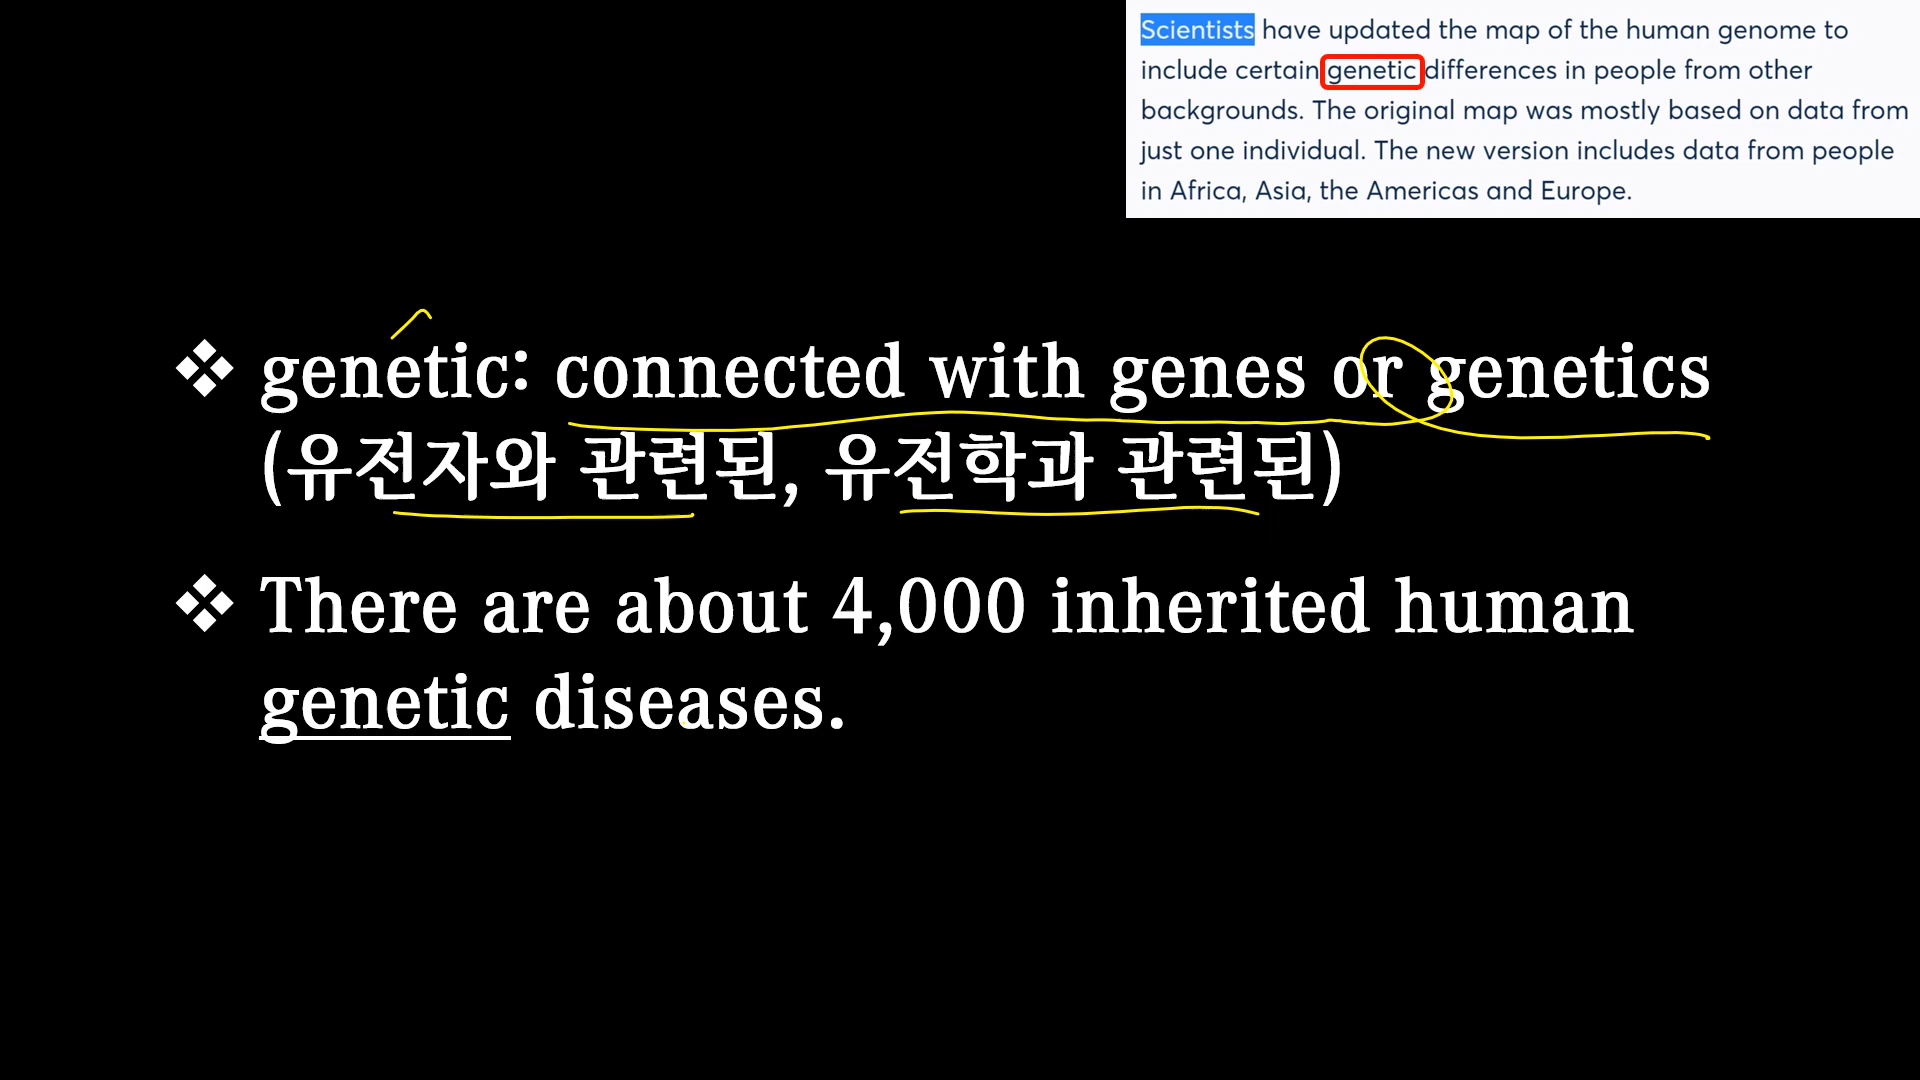 Scientists have updated the map of the human genome to
include certain genetic differences in people from other
backgrounds. The original map was mostly based on data from
just one individual. The new version includes data from people
in Africa, Asia, the Americas and Europe.
❖ genetic: connected with genes or genetics
(유전자와 관련된, 유전학과 관련된)
❖ There are about 4,000 inherited human
genetic diseases.